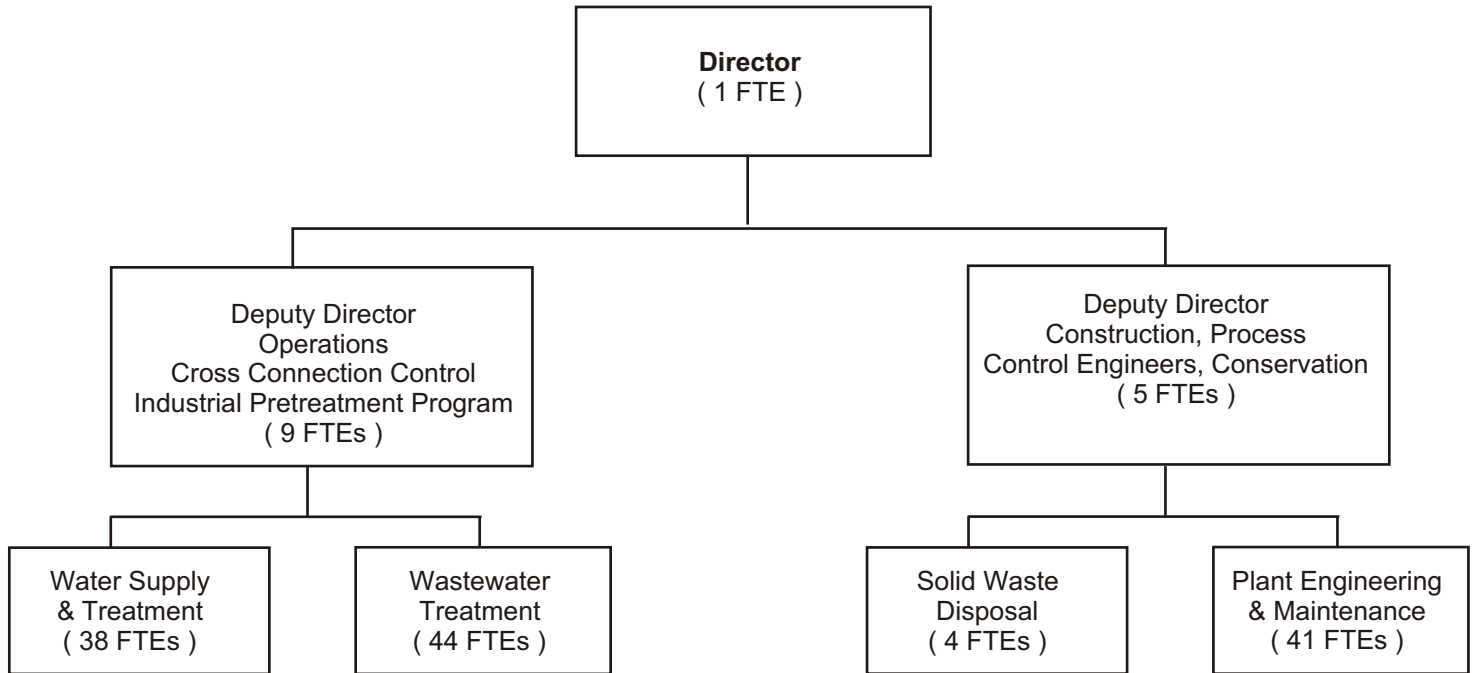 Director
( 1 FTE )
Deputy Director
Operations
Cross Connection Control
Industrial Pretreatment Program
( 9 FTEs )
Deputy Director
Construction, Process
Control Engineers, Conservation
( 5 FTEs )
Water Supply
& Treatment
( 38 FTEs )
Wastewater
Treatment
( 44 FTEs )
Solid Waste
Disposal
( 4 FTEs )
Plant Engineering
& Maintenance
( 41 FTEs )